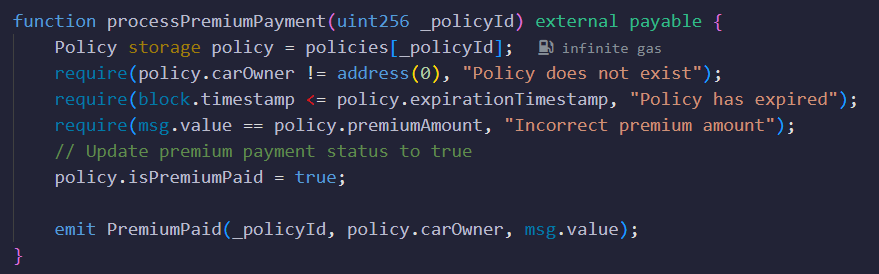 function processPremiumPayment(uint256 _policyId) external payable {
    Policy storage policy = policies[_policyId];  infinite gas
    require(policy.carOwner != address(0), "Policy does not exist");
    require(block.timestamp <= policy.expirationTimestamp, "Policy has expired");
    require(msg.value == policy.premiumAmount, "Incorrect premium amount");
    // Update premium payment status to true
    policy.isPremiumPaid = true;

    emit PremiumPaid(_policyId, policy.carOwner, msg.value);
}